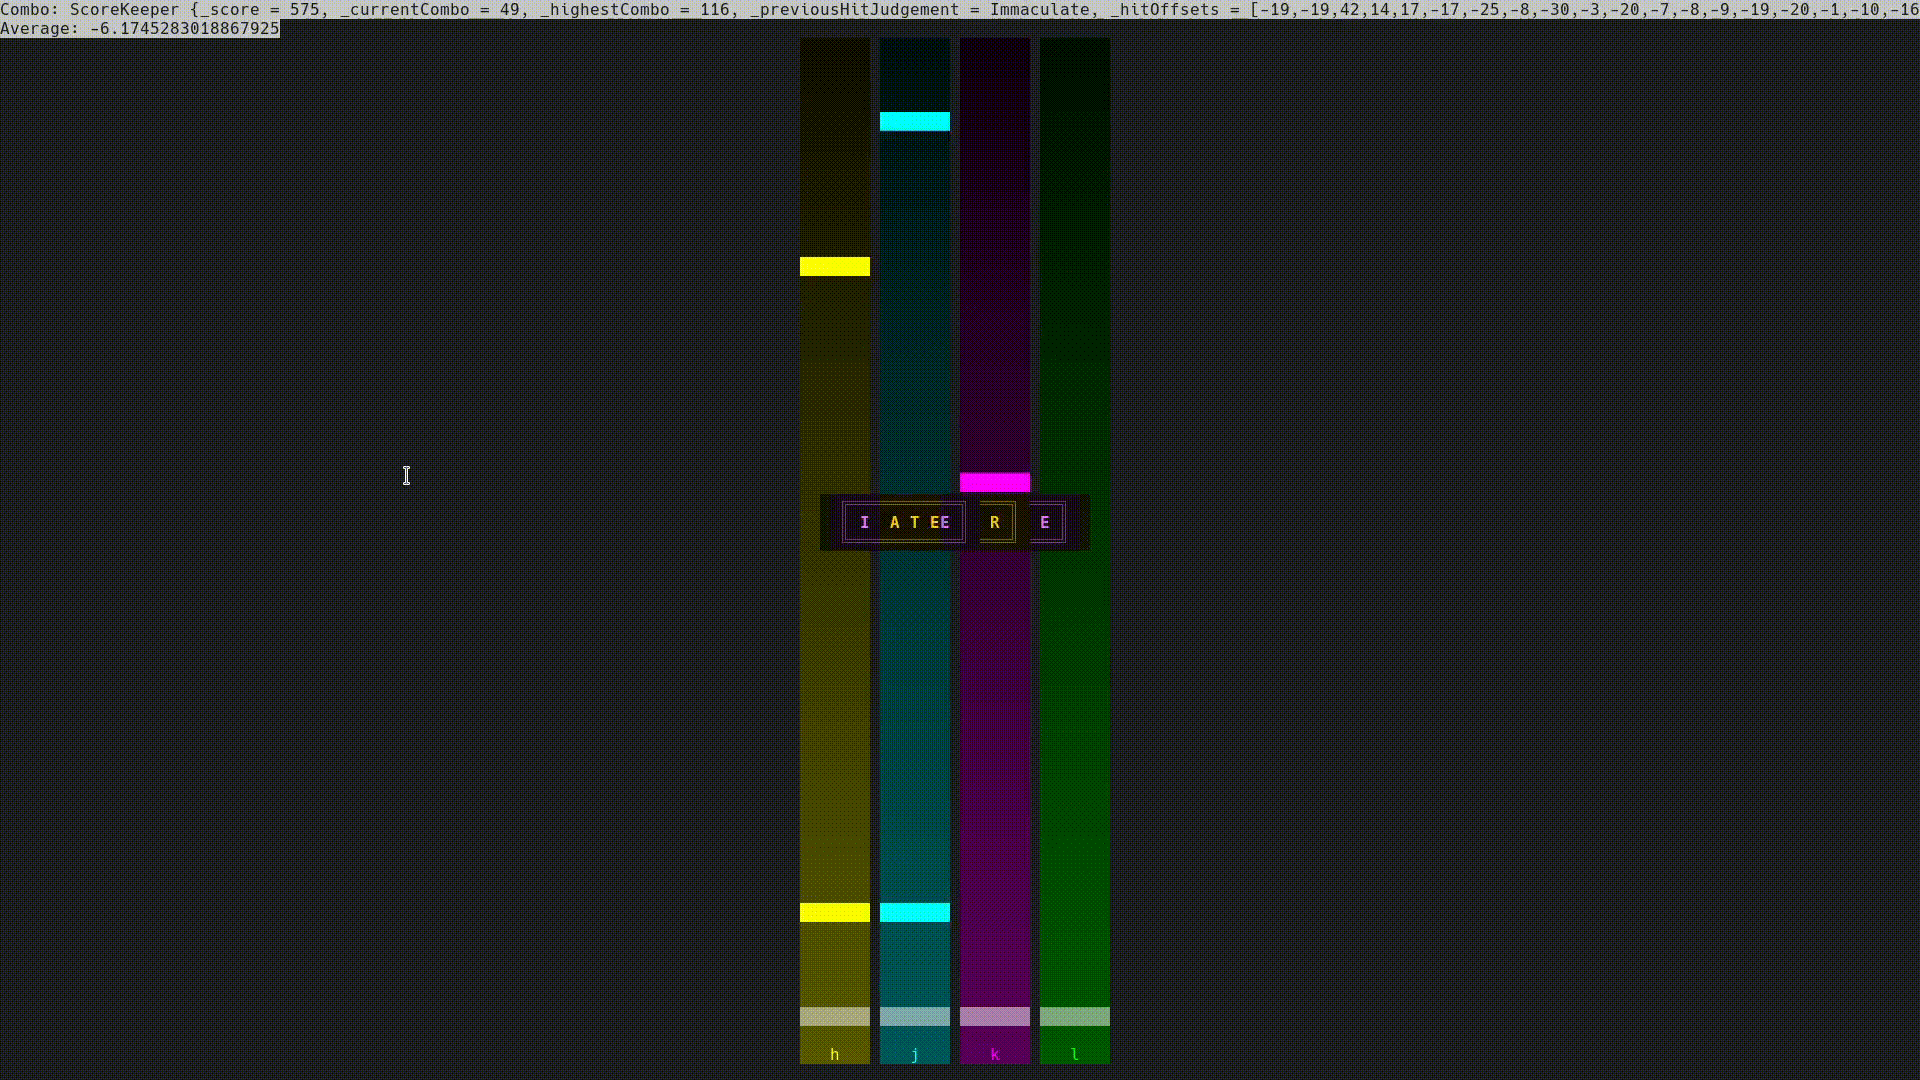 Combo: ScoreKeeper {_score = 575, _currentCombo = 49, _highestCombo = 116, _previousHitJudgement = Immaculate, _hitOffsets = [-19,-19,42,14,17,-17,-25,-8,-30,-3,-20,-7,-8,-9,-19,-20,-1,-10,-16
Average: -6.1745283018867925
I A T E E R E
h j k l